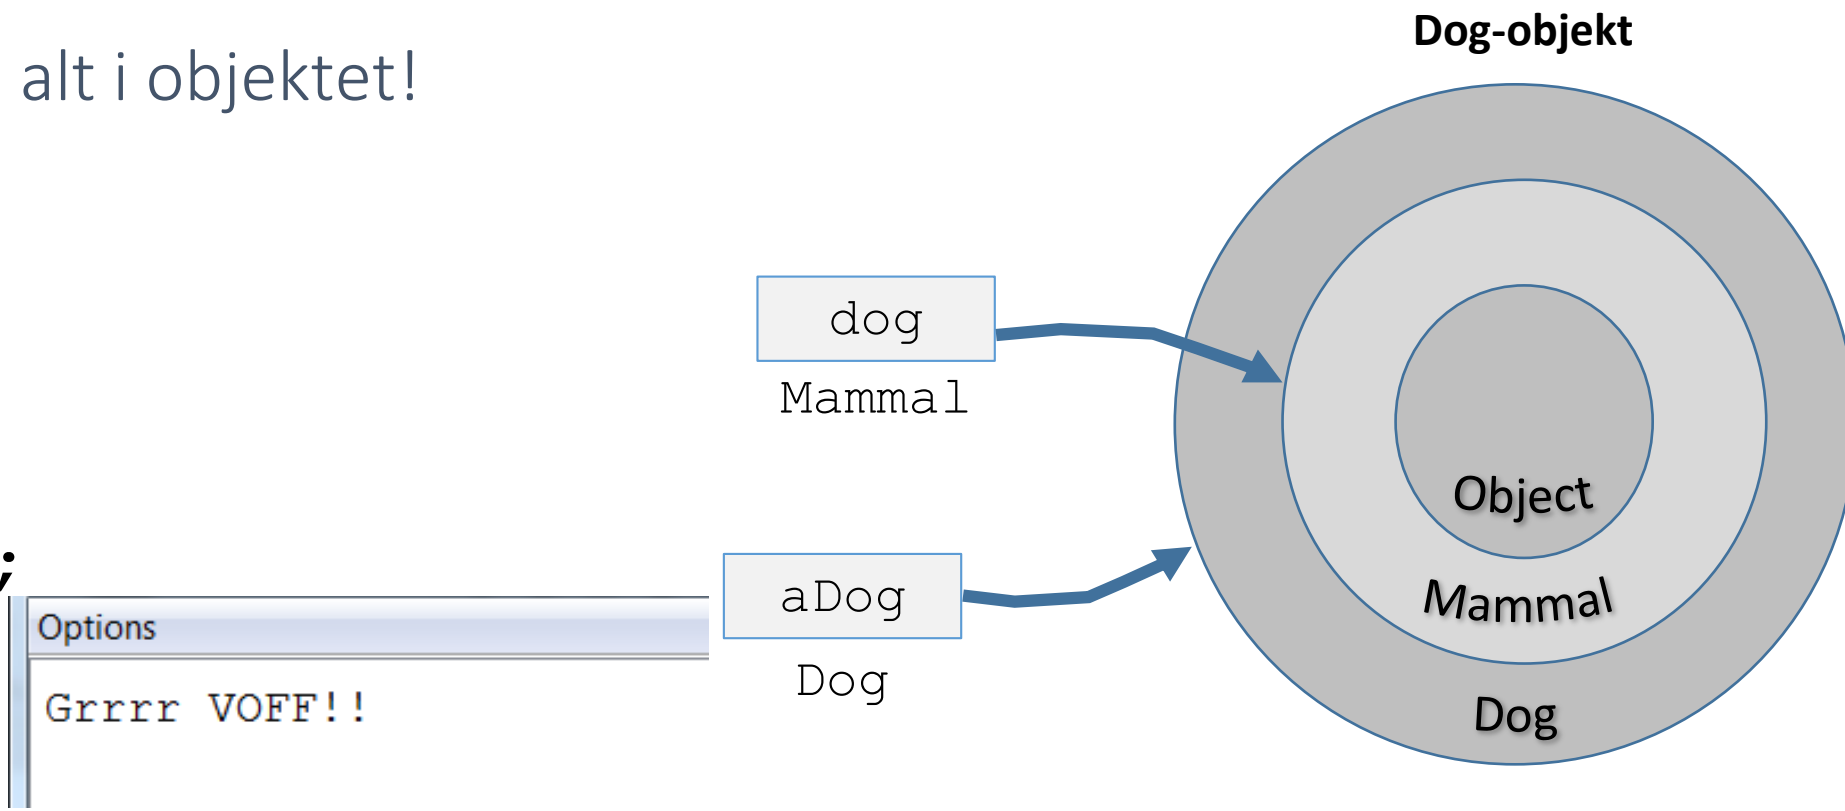 Dog-objekt
alt i objektet!
dog
Mammal
Object
;
aDog
Mammal
Options
Dog
Grrrr VOFF!!
Dog